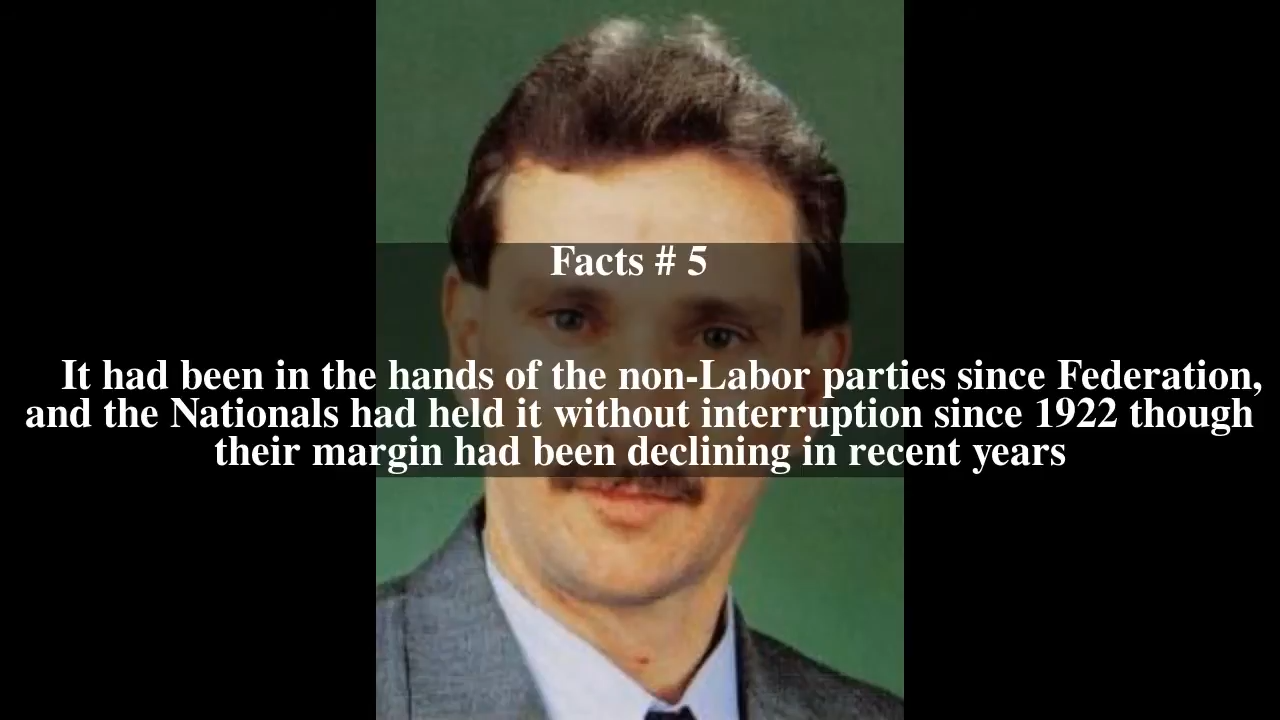 Facts # 5
It had been in the hands of the non-Labor parties since Federation,
and the Nationals had held it without interruption since 1922 though
their margin had been declining in recent years